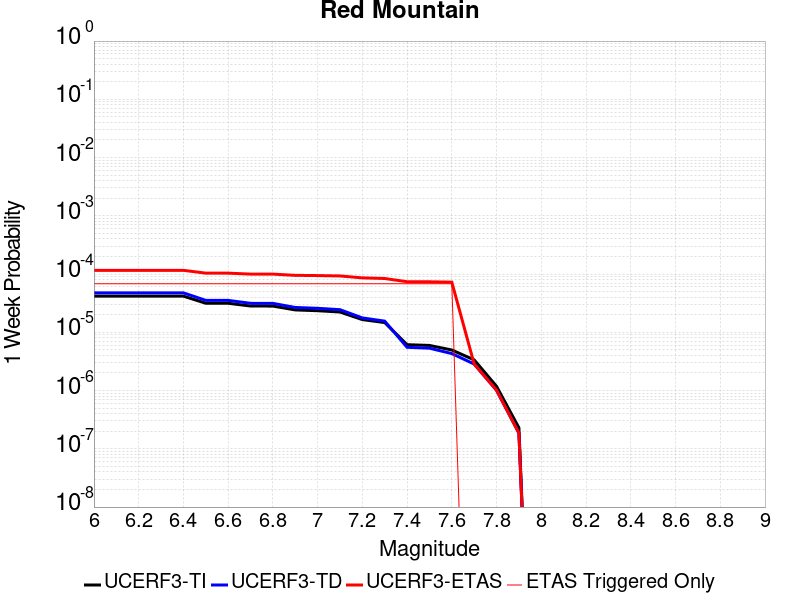 Red Mountain
10^0
10^-1
10^-2
10^-3
10^-4
10^-5
10^-6
10^-7
10^-8
1 Week Probability
6 6.2 6.4 6.6 6.8 7 7.2 7.4 7.6 7.8 8 8.2 8.4 8.6 8.8 9
Magnitude
UCERF3-TI UCERF3-TD UCERF3-ETAS ETAS Triggered Only